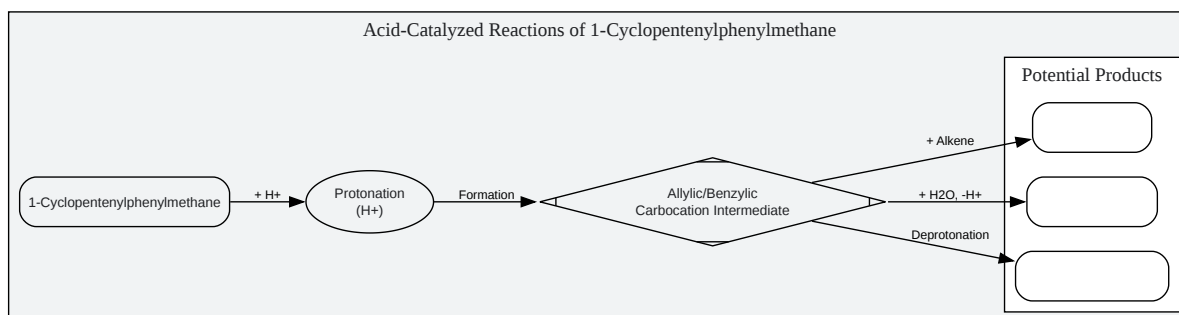 Acid-Catalyzed Reactions of 1-Cyclopentenylphenylmethane
Potential Products
1-Cyclopentenylphenylmethane
+ H+
Protonation
(H+)
Formation
Allylic/Benzylic
Carbocation Intermediate
+ Alkene
+ H2O, -H+
Deprotonation